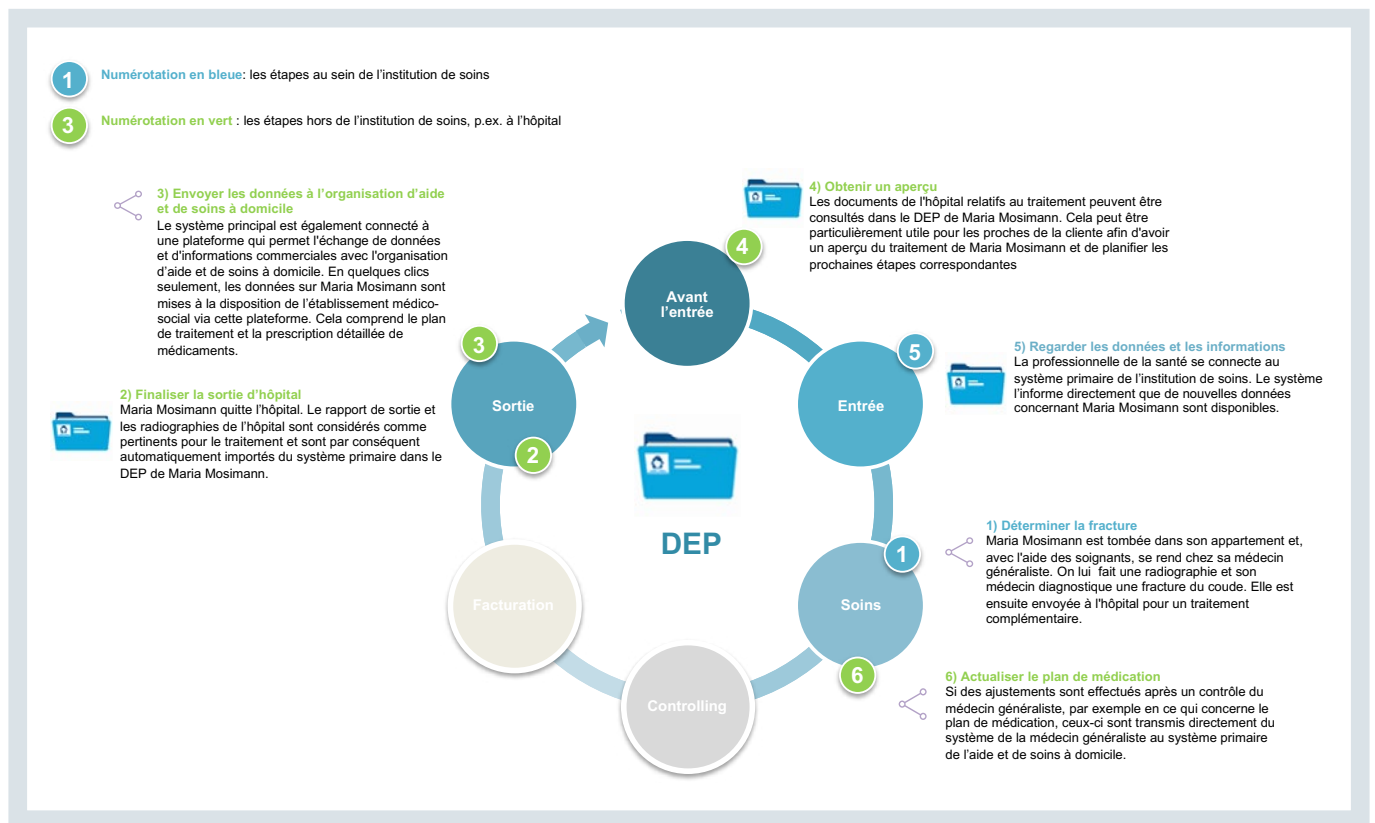 1
Numérotation en bleue: les étapes au sein de l'institution de soins
3
Numérotation en vert : les étapes hors de l'institution de soins, p.ex. à l'hôpital
3) Envoyer les données à l'organisation d'aide
et de soins à domicile
Le système principal est également connecté à
une plateforme qui permet l'échange de données
et d'informations commerciales avec l'organisation
d'aide et de soins à domicile. En quelques clics
seulement, les données sur Maria Mosimann sont
mises à la disposition de l'établissement médico-
social via cette plateforme. Cela comprend le plan
de traitement et la prescription détaillée de
médicaments.
4) Obtenir un aperçu
Les documents de l'hôpital relatifs au traitement peuvent être
consultés dans le DEP de Maria Mosimann. Cela peut être
particulièrement utile pour les proches de la cliente afin d'avoir
un aperçu du traitement de Maria Mosimann et de planifier les
prochaines étapes correspondantes
4
Avant
l'entrée
3
Sortie
2
5
Entrée
5) Regarder les données et les informations
La professionnelle de la santé se connecte au
système primaire de l'institution de soins. Le système
l'informe directement que de nouvelles données
concernant Maria Mosimann sont disponibles.
2) Finaliser la sortie d'hôpital
Maria Mosimann quitte l'hôpital. Le rapport de sortie et
les radiographies de l'hôpital sont considérés comme
pertinents pour le traitement et sont par conséquent
automatiquement importés du système primaire dans le
DEP de Maria Mosimann.
DEP
1
Soins
6
1) Déterminer la fracture
Maria Mosimann est tombée dans son appartement et,
avec l'aide des soignants, se rend chez sa médecin
généraliste. On lui fait une radiographie et son
médecin diagnostique une fracture du coude. Elle est
ensuite envoyée à l'hôpital pour un traitement
complémentaire.
Facturation
Controlling
6) Actualiser le plan de médication
Si des ajustements sont effectués après un contrôle du
médecin généraliste, par exemple en ce qui concerne le
plan de médication, ceux-ci sont transmis directement du
système de la médecin généraliste au système primaire
de l'aide et de soins à domicile.